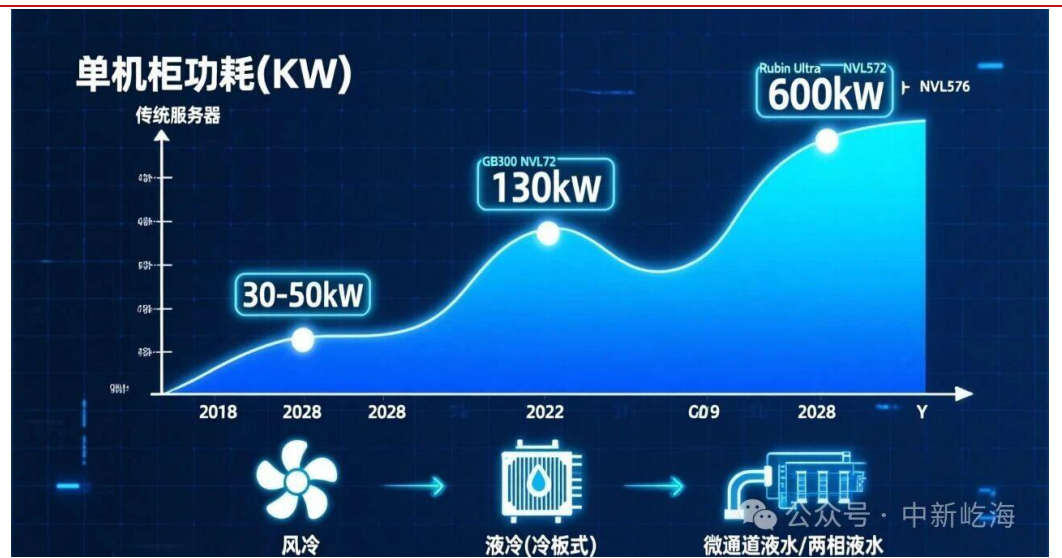 单机柜功耗(KW)
传统服务器
Rubin Ultra NVL572
600kW
NVL576
GB300 NVL72
130kW
30-50kW
2018 2028 2028 2022 2028 Y
风冷
液冷(冷板式)
微通道液水/两相液水
公众号·中新屹海